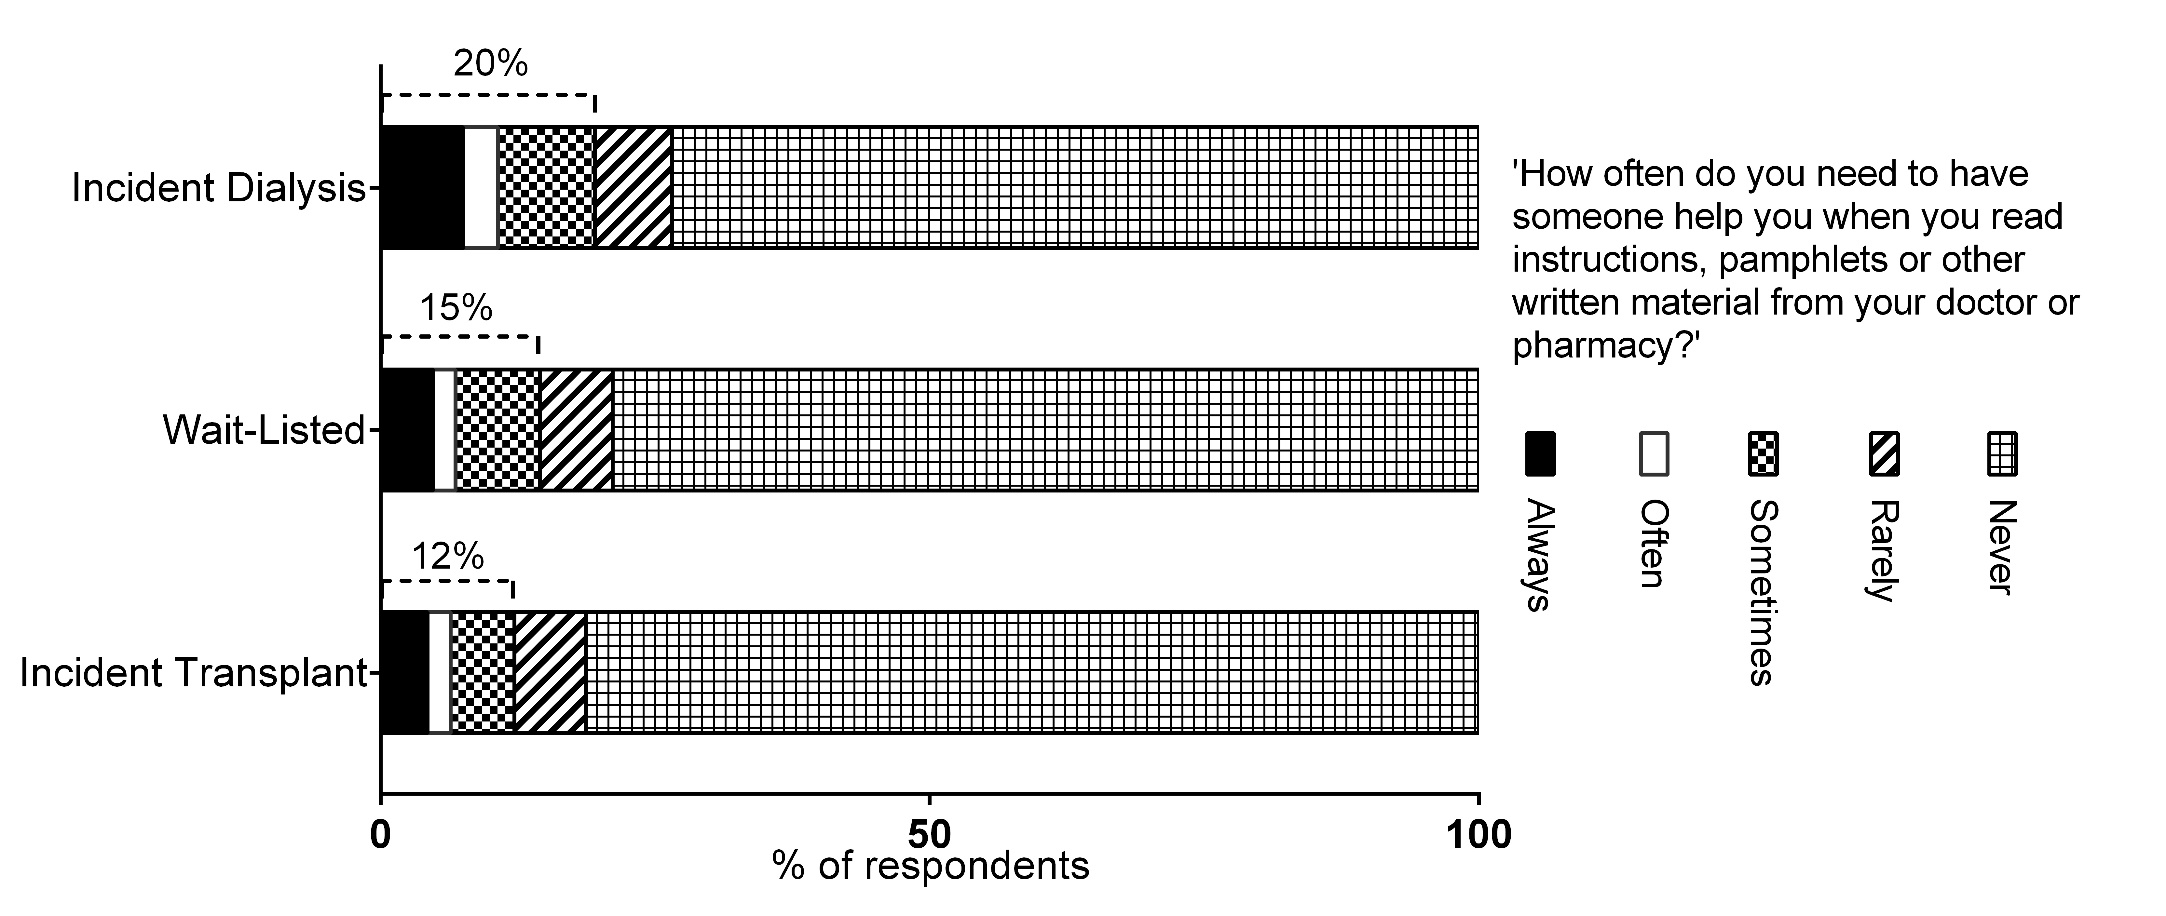 20%
Incident Dialysis
15%
Wait-Listed
12%
Incident Transplant
0 50 100
% of respondents
'How often do you need to have
someone help you when you read
instructions, pamphlets or other
written material from your doctor or
pharmacy?'
Always
Often
Sometimes
Rarely
Never